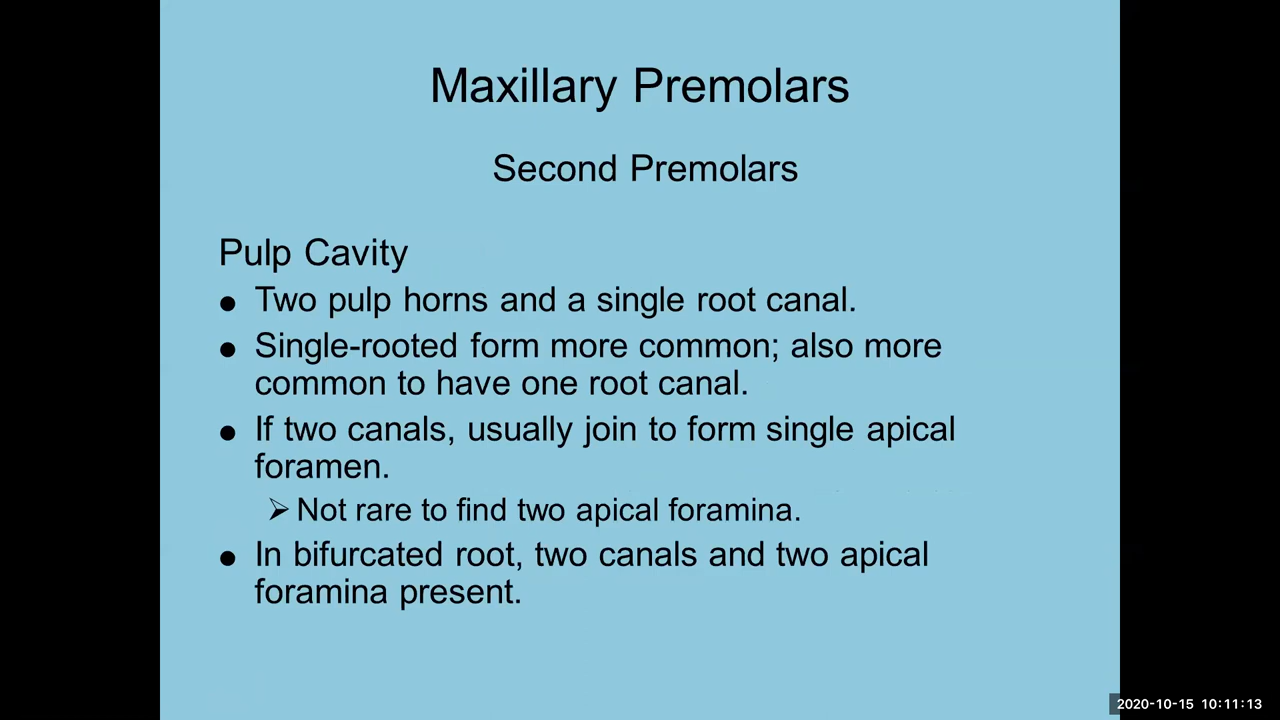 Maxillary Premolars
Second Premolars
Pulp Cavity
● Two pulp horns and a single root canal.
● Single-rooted form more common; also more
common to have one root canal.
● If two canals, usually join to form single apical
foramen.
➢ Not rare to find two apical foramina.
● In bifurcated root, two canals and two apical
foramina present.
2020-10-15 10:11:13